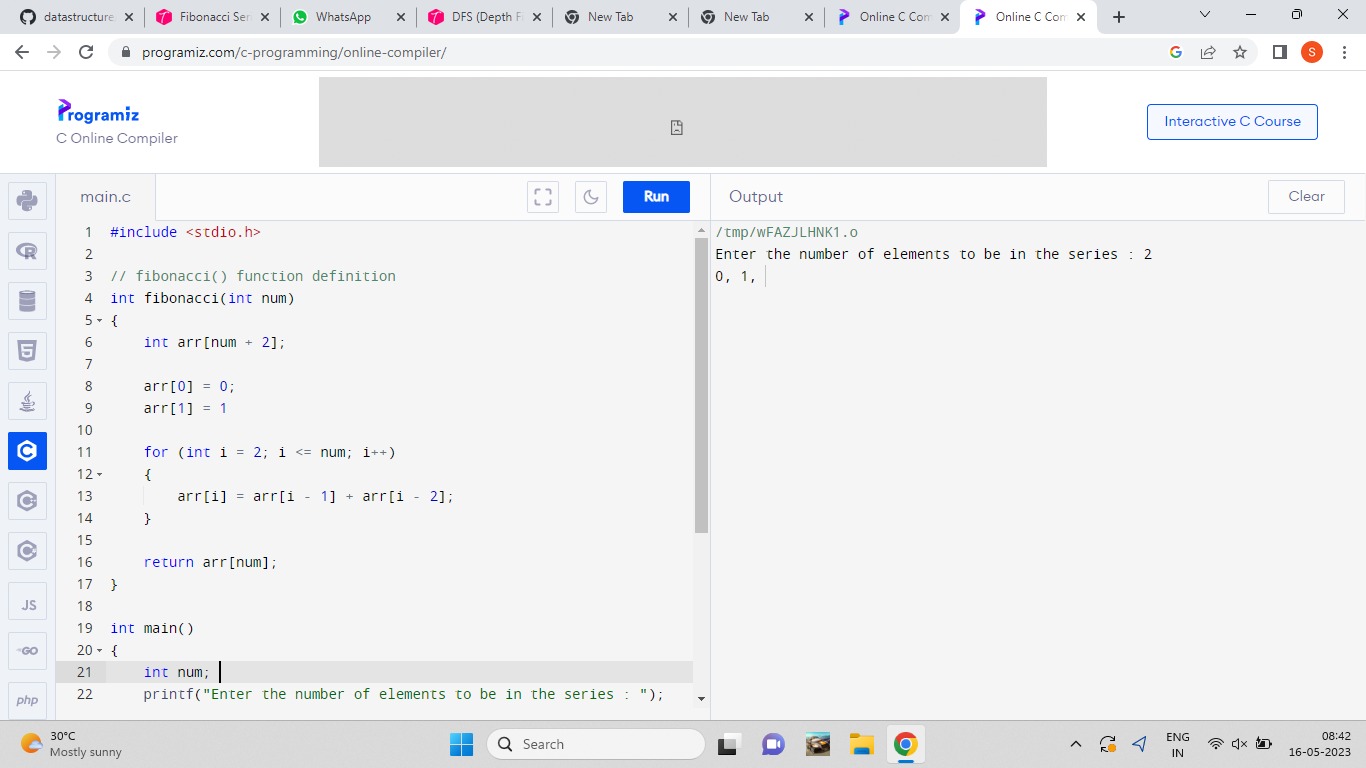 datastructure
Fibonacci Ser
WhatsApp
DFS (Depth F
New Tab
New Tab
Online C Com
Online C Com
programiz.com/c-programming/online-compiler/
S
Programiz
C Online Compiler
Interactive C Course
main.c
Run
Output
Clear
1 #include <stdio.h>
2
3 // fibonacci() function definition
4 int fibonacci(int num)
5 {
6     int arr[num + 2];
7
8     arr[0] = 0;
9     arr[1] = 1
10
11     for (int i = 2; i <= num; i++)
12     {
13         arr[i] = arr[i - 1] + arr[i - 2];
14     }
15
16     return arr[num];
17 }
18
19 int main()
20 {
21     int num;
22     printf("Enter the number of elements to be in the series : ");
/tmp/wFAZJLHNK1.o
Enter the number of elements to be in the series : 2
0, 1,
JS
GO
php
30°C
Mostly sunny
Search
ENG
IN
08:42
16-05-2023